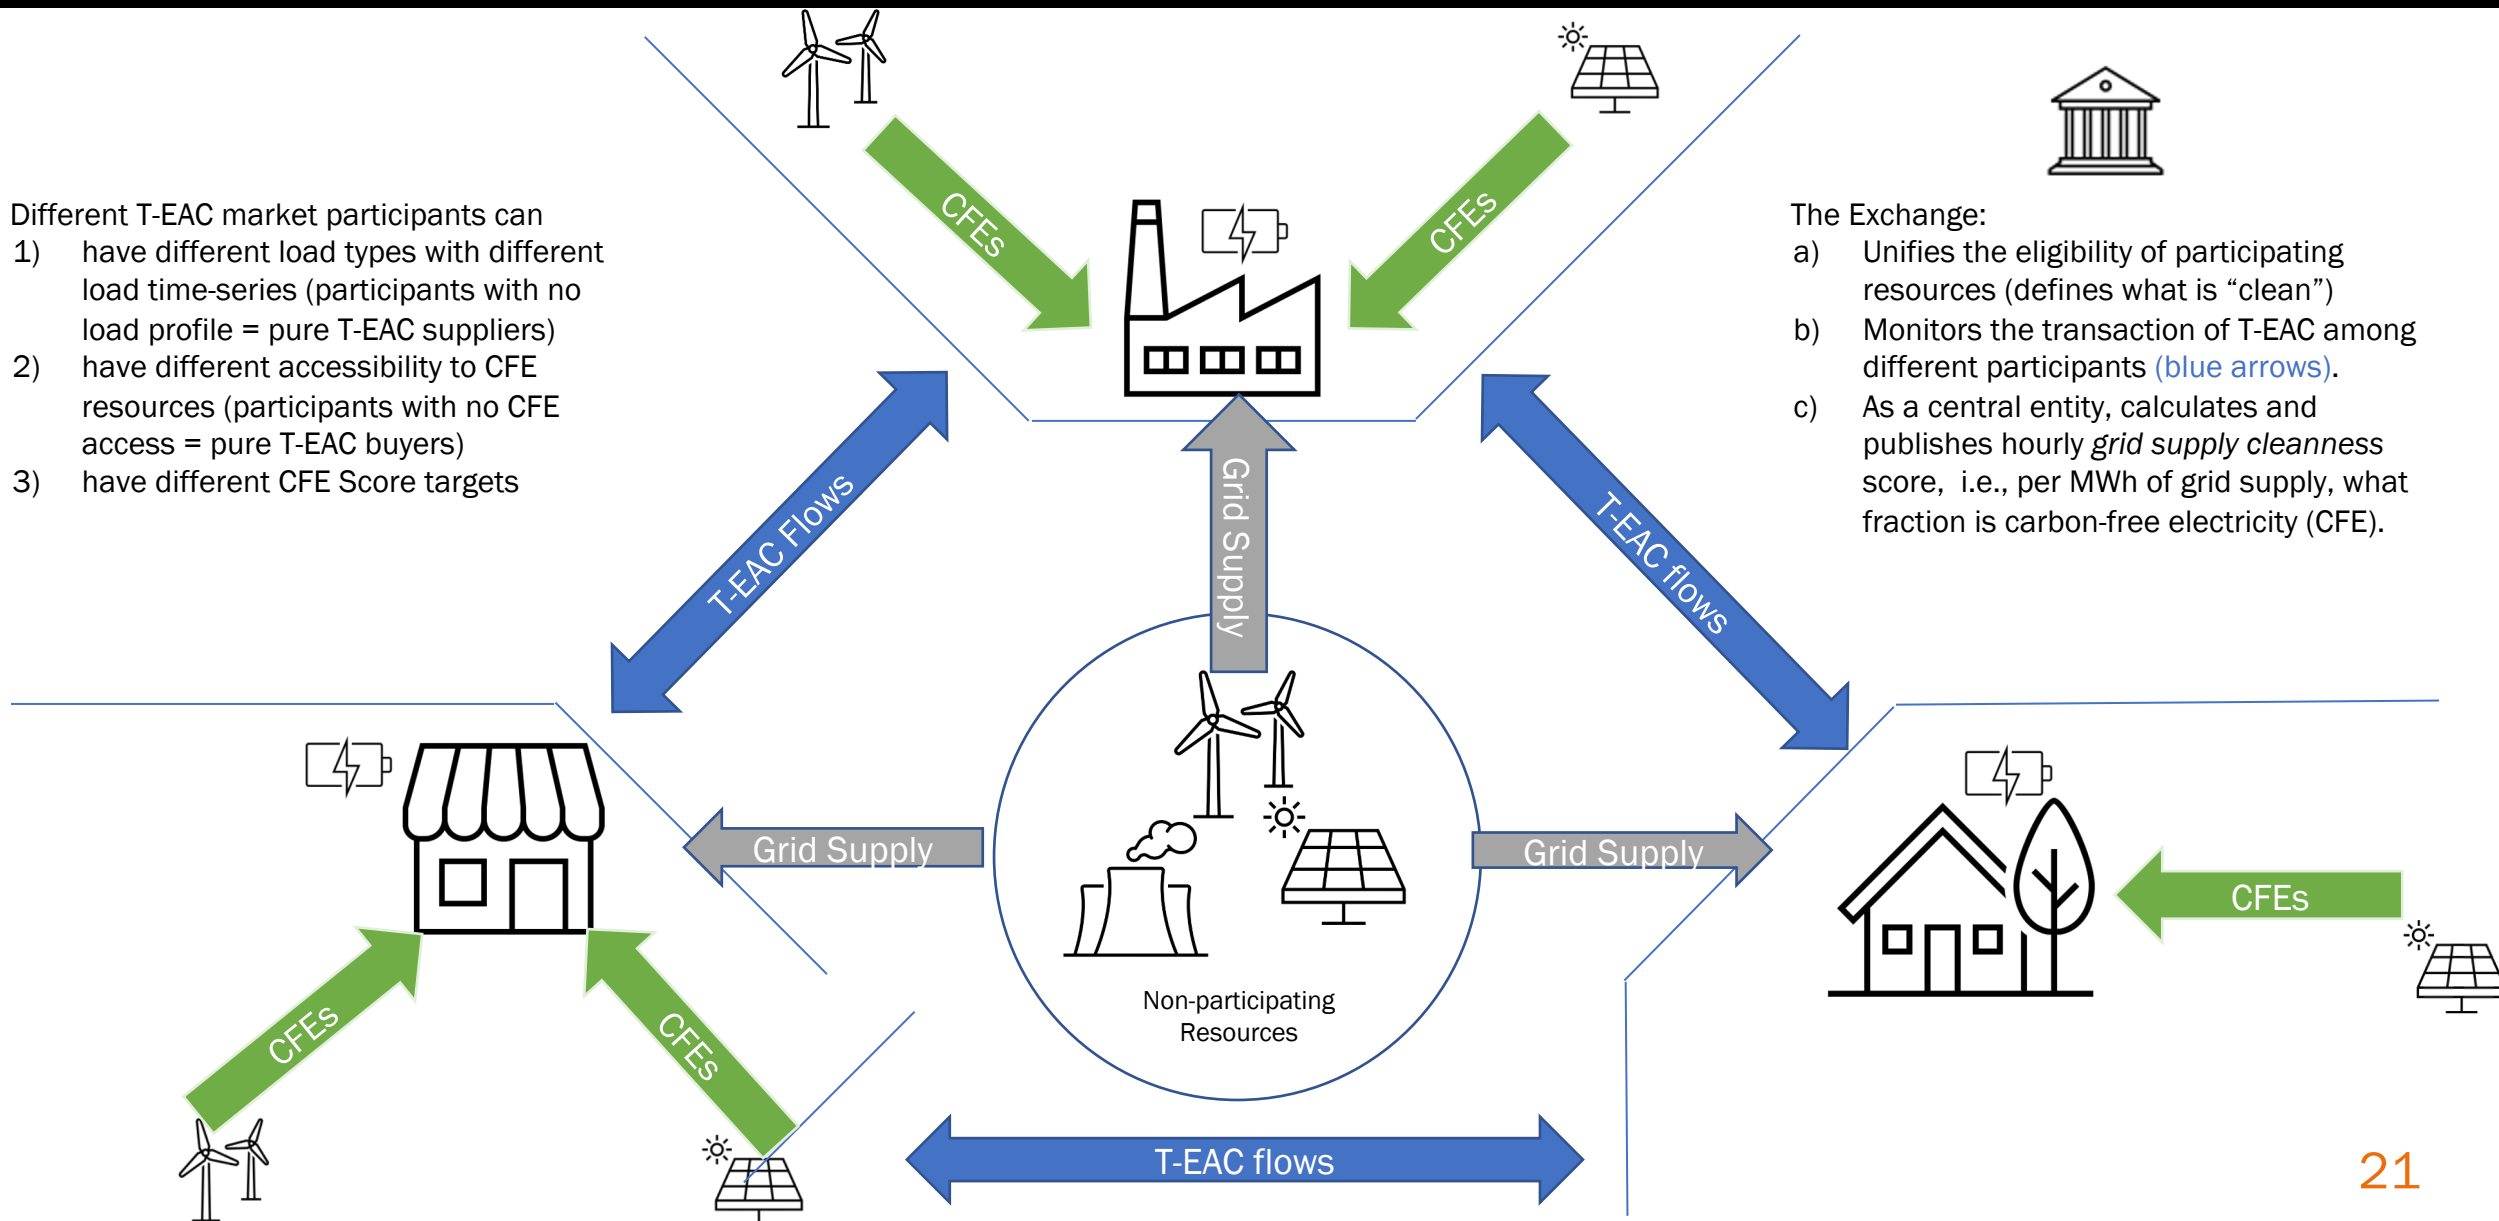 Different T-EAC market participants can
1) have different load types with different
load time-series (participants with no
load profile = pure T-EAC suppliers)
2) have different accessibility to CFE
resources (participants with no CFE
access = pure T-EAC buyers)
3) have different CFE Score targets
CFEs
CFEs
The Exchange:
a) Unifies the eligibility of participating
resources (defines what is “clean”)
b) Monitors the transaction of T-EAC among
different participants (blue arrows).
c) As a central entity, calculates and
publishes hourly grid supply cleanness
score, i.e., per MWh of grid supply, what
fraction is carbon-free electricity (CFE).
T-EAC Flows
Grid Supply
T-EAC flows
Grid Supply
Grid Supply
CFEs
Non-participating
Resources
CFEs
CFEs
T-EAC flows
21